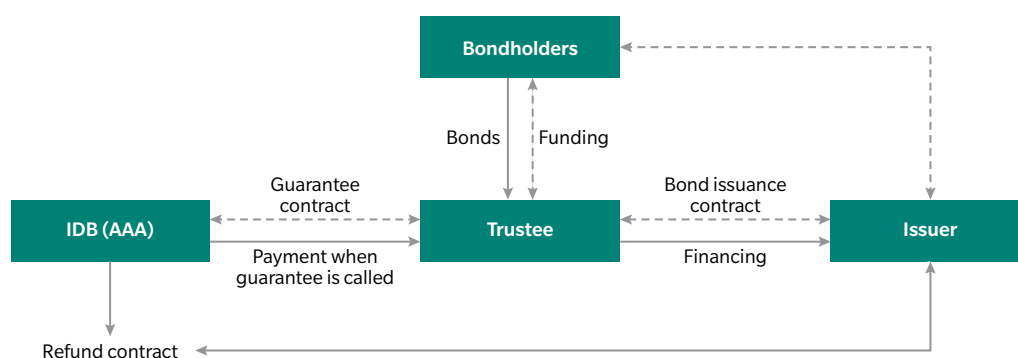 Bondholders
Bonds
Funding
Guarantee
contract
Bond issuance
contract
IDB (AAA)
Trustee
Issuer
Payment when
guarantee is called
Financing
Refund contract